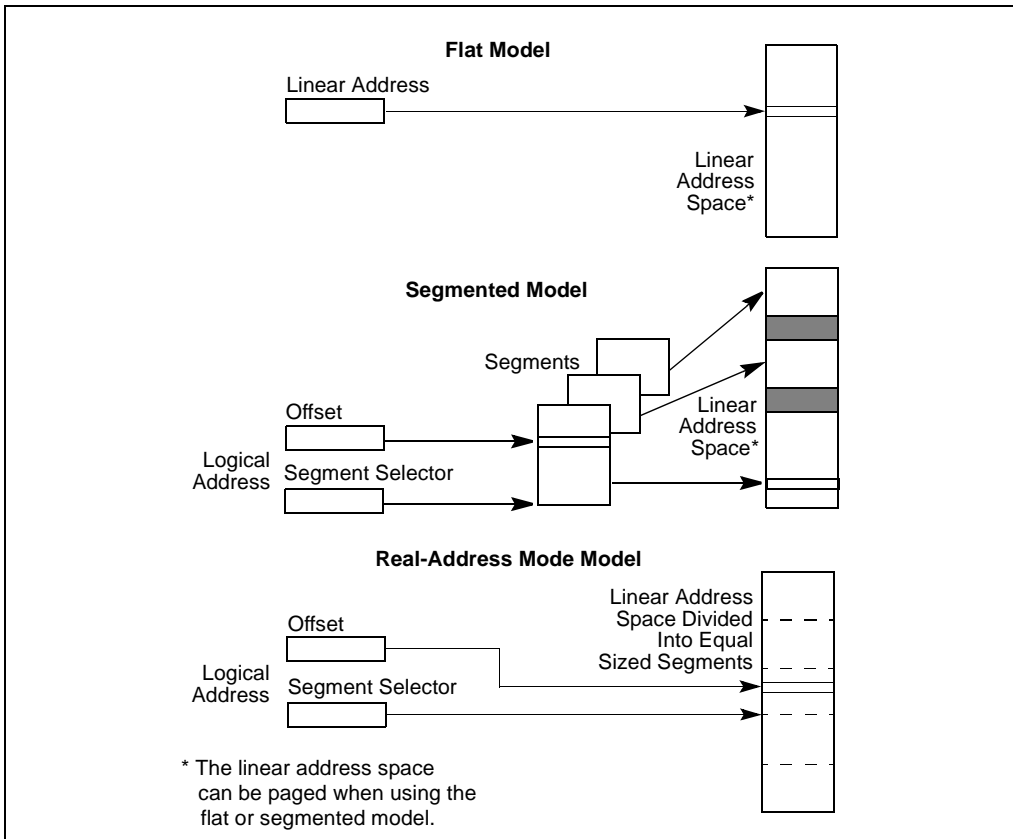 Flat Model
Linear Address
Linear
Address
Space*
Segmented Model
Segments
Offset
Logical
Address
Segment Selector
Linear
Address
Space*
Real-Address Mode Model
Offset
Logical
Address
Segment Selector
Linear Address
Space Divided
Into Equal
Sized Segments
* The linear address space
can be paged when using the
flat or segmented model.